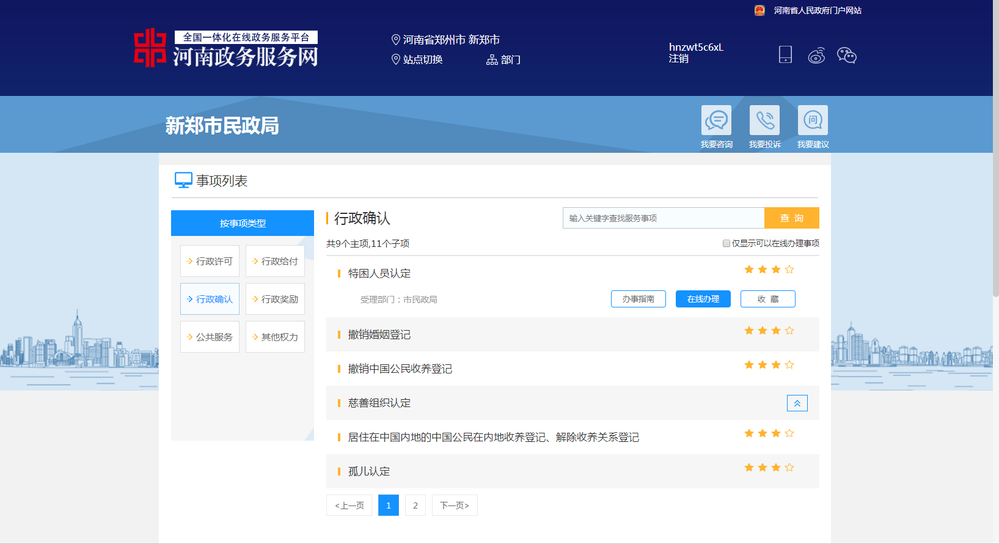 河南省人民政府门户网站
全国一体化在线政务服务平台
河南政务服务网
河南省郑州市 新郑市
站点切换 部门
hnzwt5c6xL
注销
新郑市民政局
我要咨询 我要投诉 我要建议
问
事项列表
按事项类型
行政许可 行政给付
行政确认 行政奖励
公共服务 其他权力
行政确认
输入关键字查找服务事项 查 询
共9个主项,11个子项
仅显示可以在线办理事项
特困人员认定
受理部门：市民政局
办事指南 在线办理 收 藏
撤销婚姻登记
撤销中国公民收养登记
慈善组织认定
居住在中国内地的中国公民在内地收养登记、解除收养关系登记
孤儿认定
<上一页 1 2 下一页>